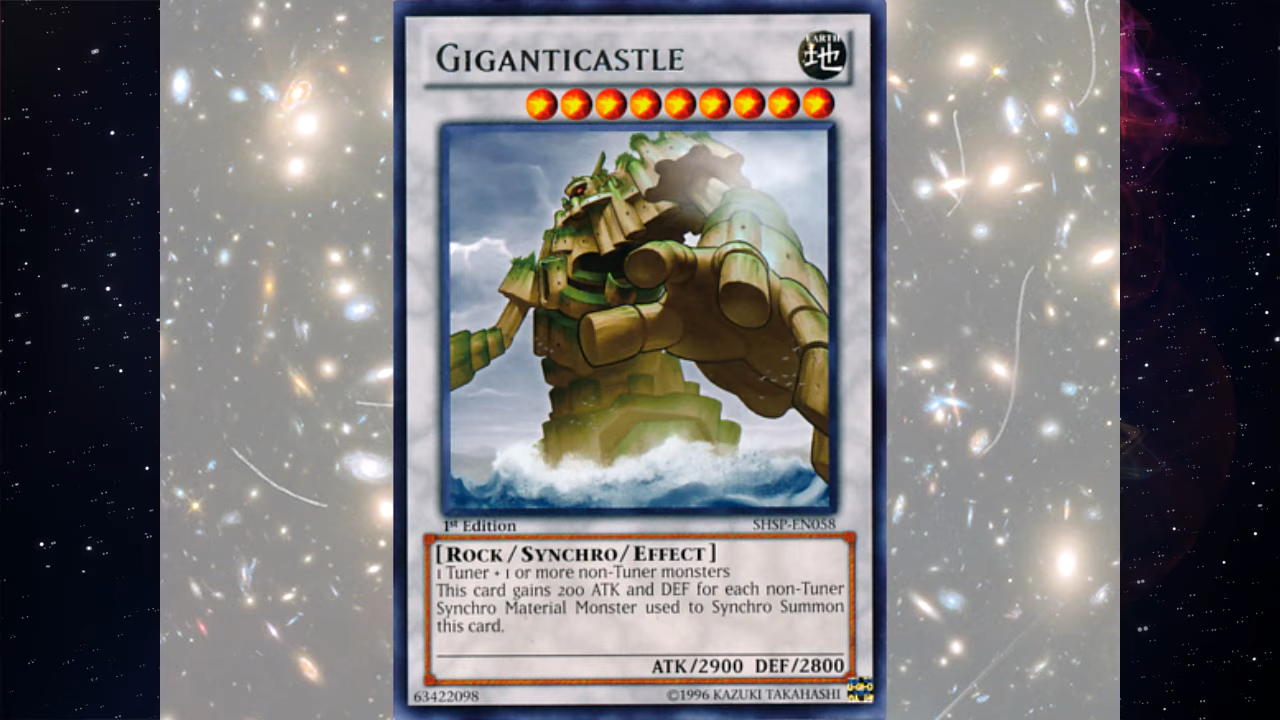 GIGANTICASTLE
EARTH
地
1st Edition
SHSP-EN058
[ROCK/SYNCHRO/EFFECT]
1 Tuner + 1 or more non-Tuner monsters
This card gains 200 ATK and DEF for each non-Tuner
Synchro Material Monster used to Synchro Summon
this card.
ATK/2900 DEF/2800
63422098
©1996 KAZUKI TAKAHASHI